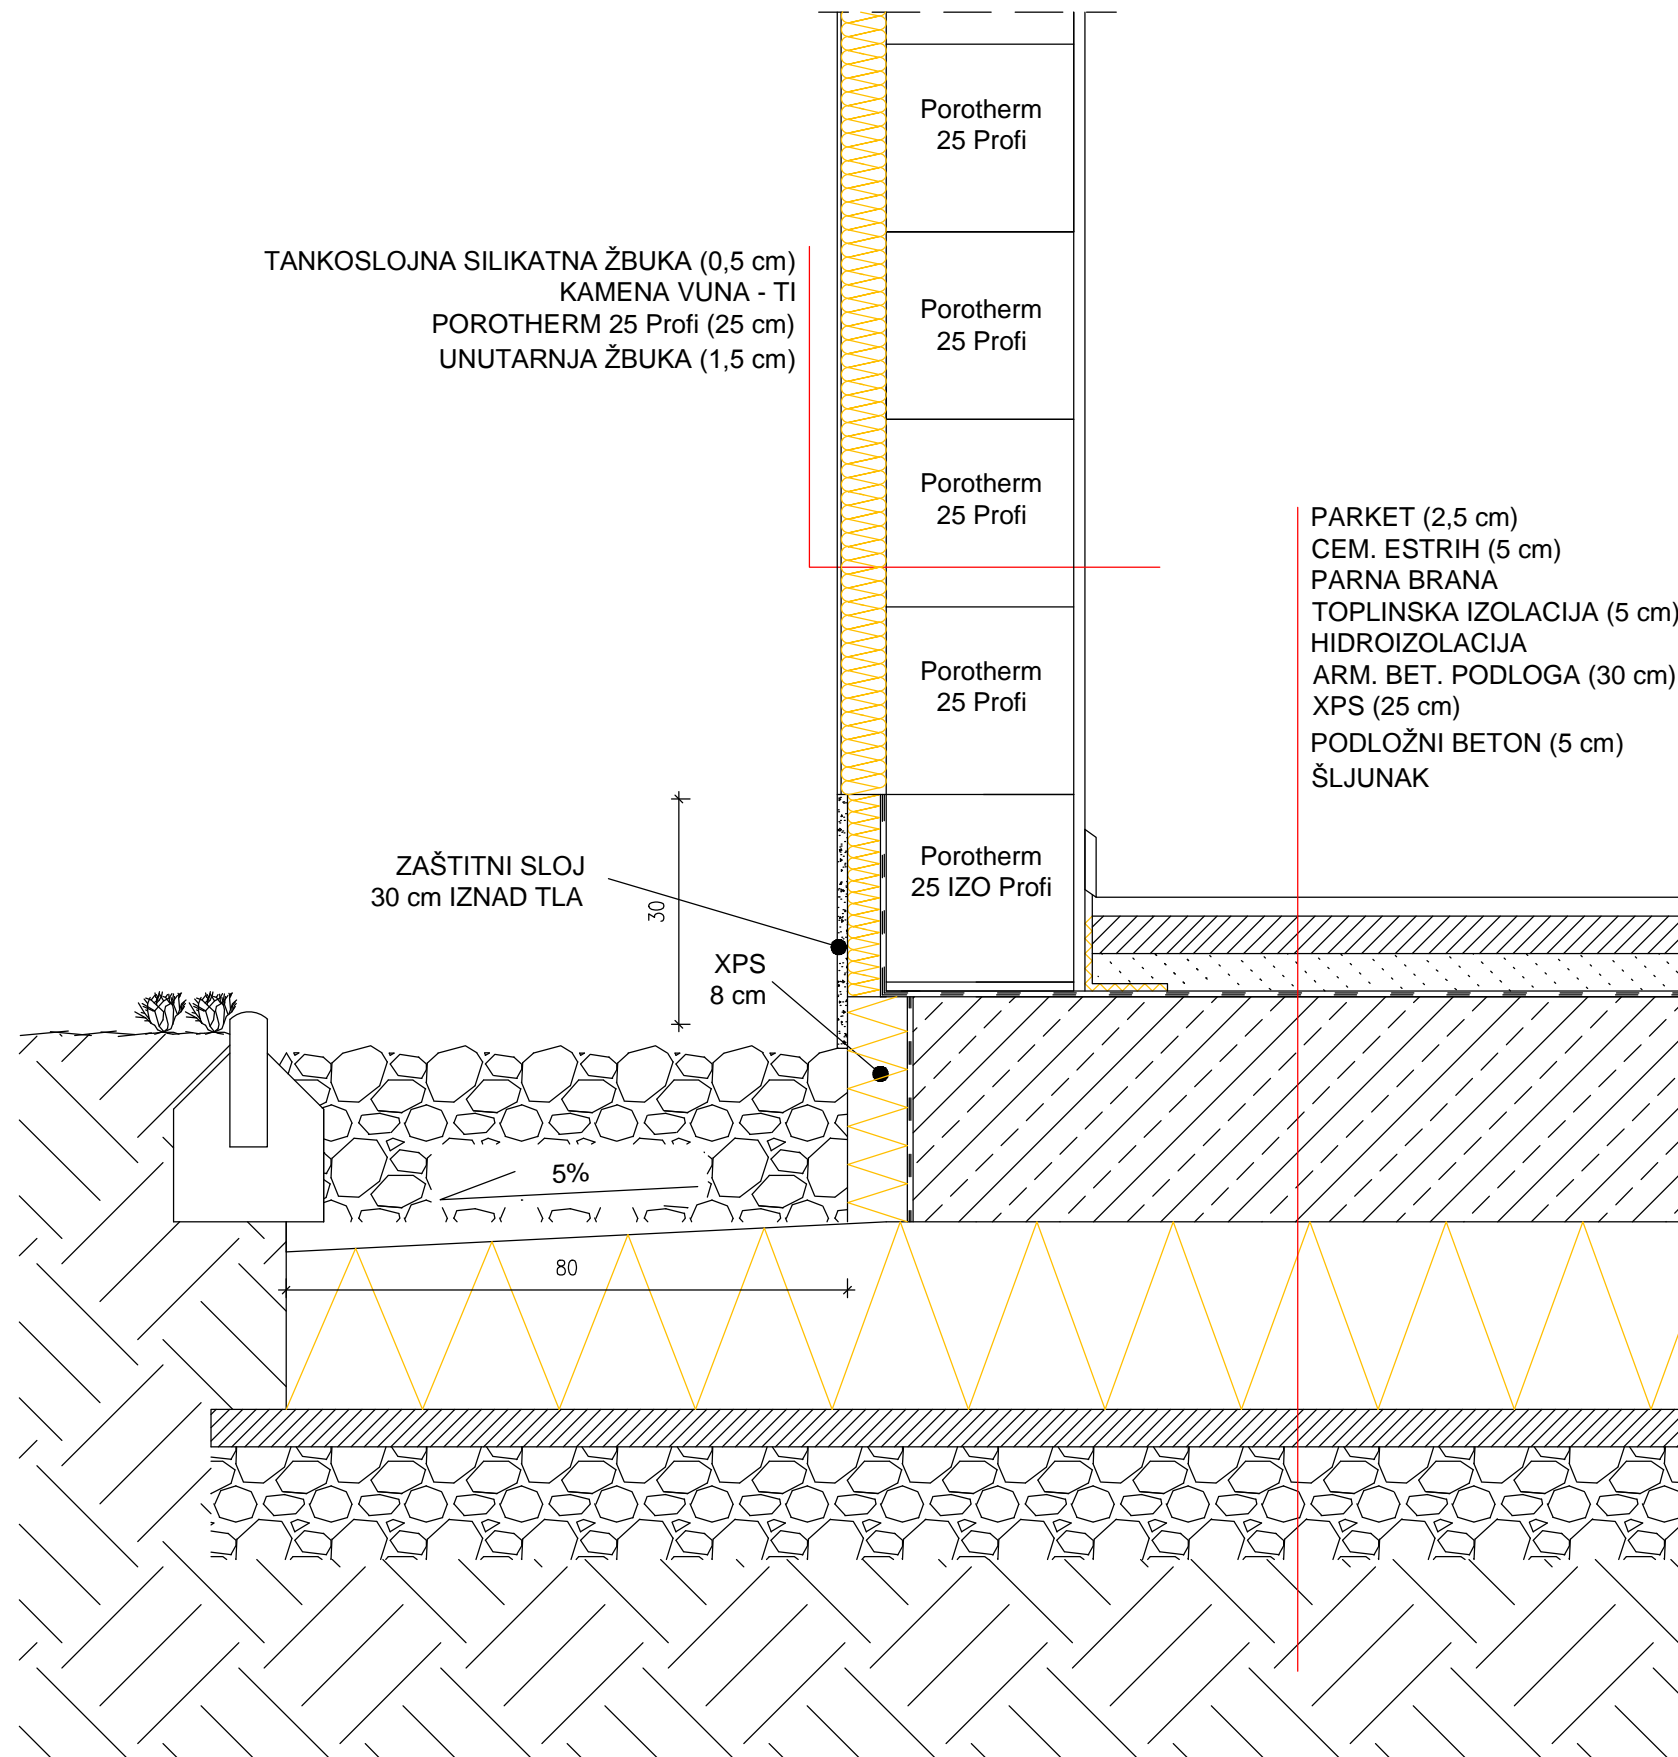 Porotherm
25 Profi
TANKOSLOJNA SILIKATNA ŽBUKA (0,5 cm)
KAMENA VUNA - TI
POROTHERM 25 Profi (25 cm)
UNUTARNJA ŽBUKA (1,5 cm)
Porotherm
25 Profi
Porotherm
25 Profi
PARKET (2,5 cm)
CEM. ESTRIH (5 cm)
PARNA BRANA
TOPLINSKA IZOLACIJA (5 cm)
HIDROIZOLACIJA
ARM. BET. PODLOGA (30 cm)
XPS (25 cm)
PODLOŽNI BETON (5 cm)
ŠLJUNAK
Porotherm
25 Profi
Porotherm
25 IZO Profi
ZAŠTITNI SLOJ
30 cm IZNAD TLA
30
XPS
8 cm
5%
80